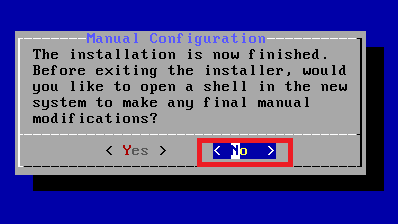 Manual Configuration
The installation is now finished.
Before exiting the installer, would
you like to open a shell in the new
system to make any final manual
modifications?
< Yes > < No >